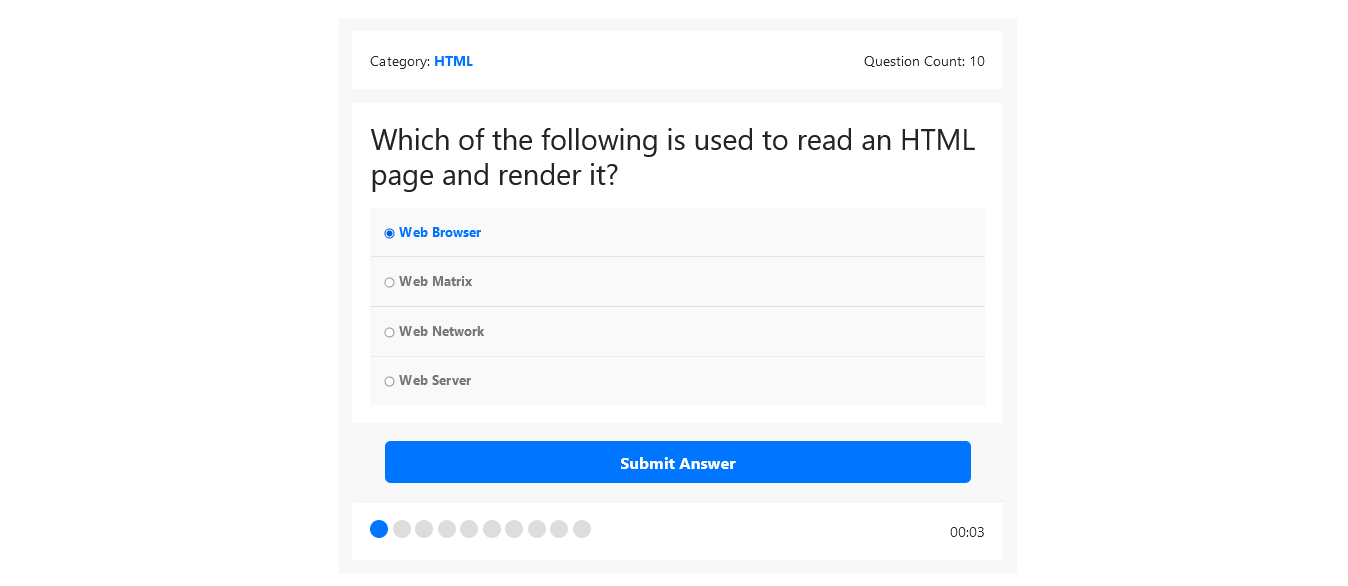 Category: HTML
Question Count: 10
Which of the following is used to read an HTML
page and render it?
Web Browser
Web Matrix
Web Network
Web Server
Submit Answer
00:03